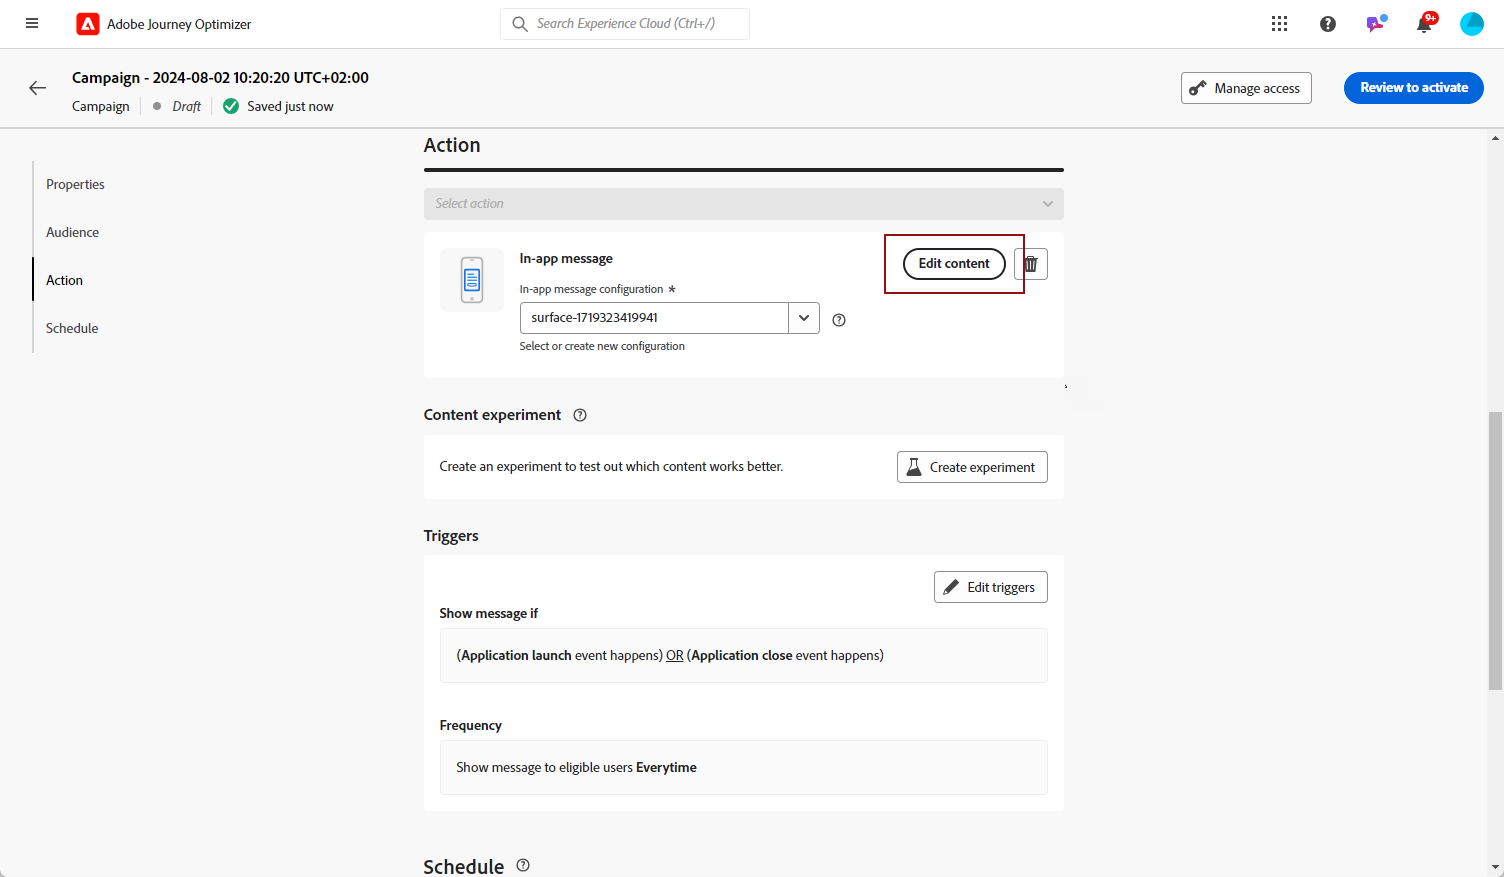 Adobe Journey Optimizer
Search Experience Cloud (Ctrl+/)
9+
Campaign - 2024-08-02 10:20:20 UTC+02:00
Campaign
Draft
Saved just now
Manage access
Review to activate
Properties
Audience
Action
Schedule
Action
Select action
In-app message
Edit content
In-app message configuration *
surface-1719323419941
Select or create new configuration
Content experiment
Create an experiment to test out which content works better.
Create experiment
Triggers
Edit triggers
Show message if
(Application launch event happens) OR (Application close event happens)
Frequency
Show message to eligible users Everytime
Schedule